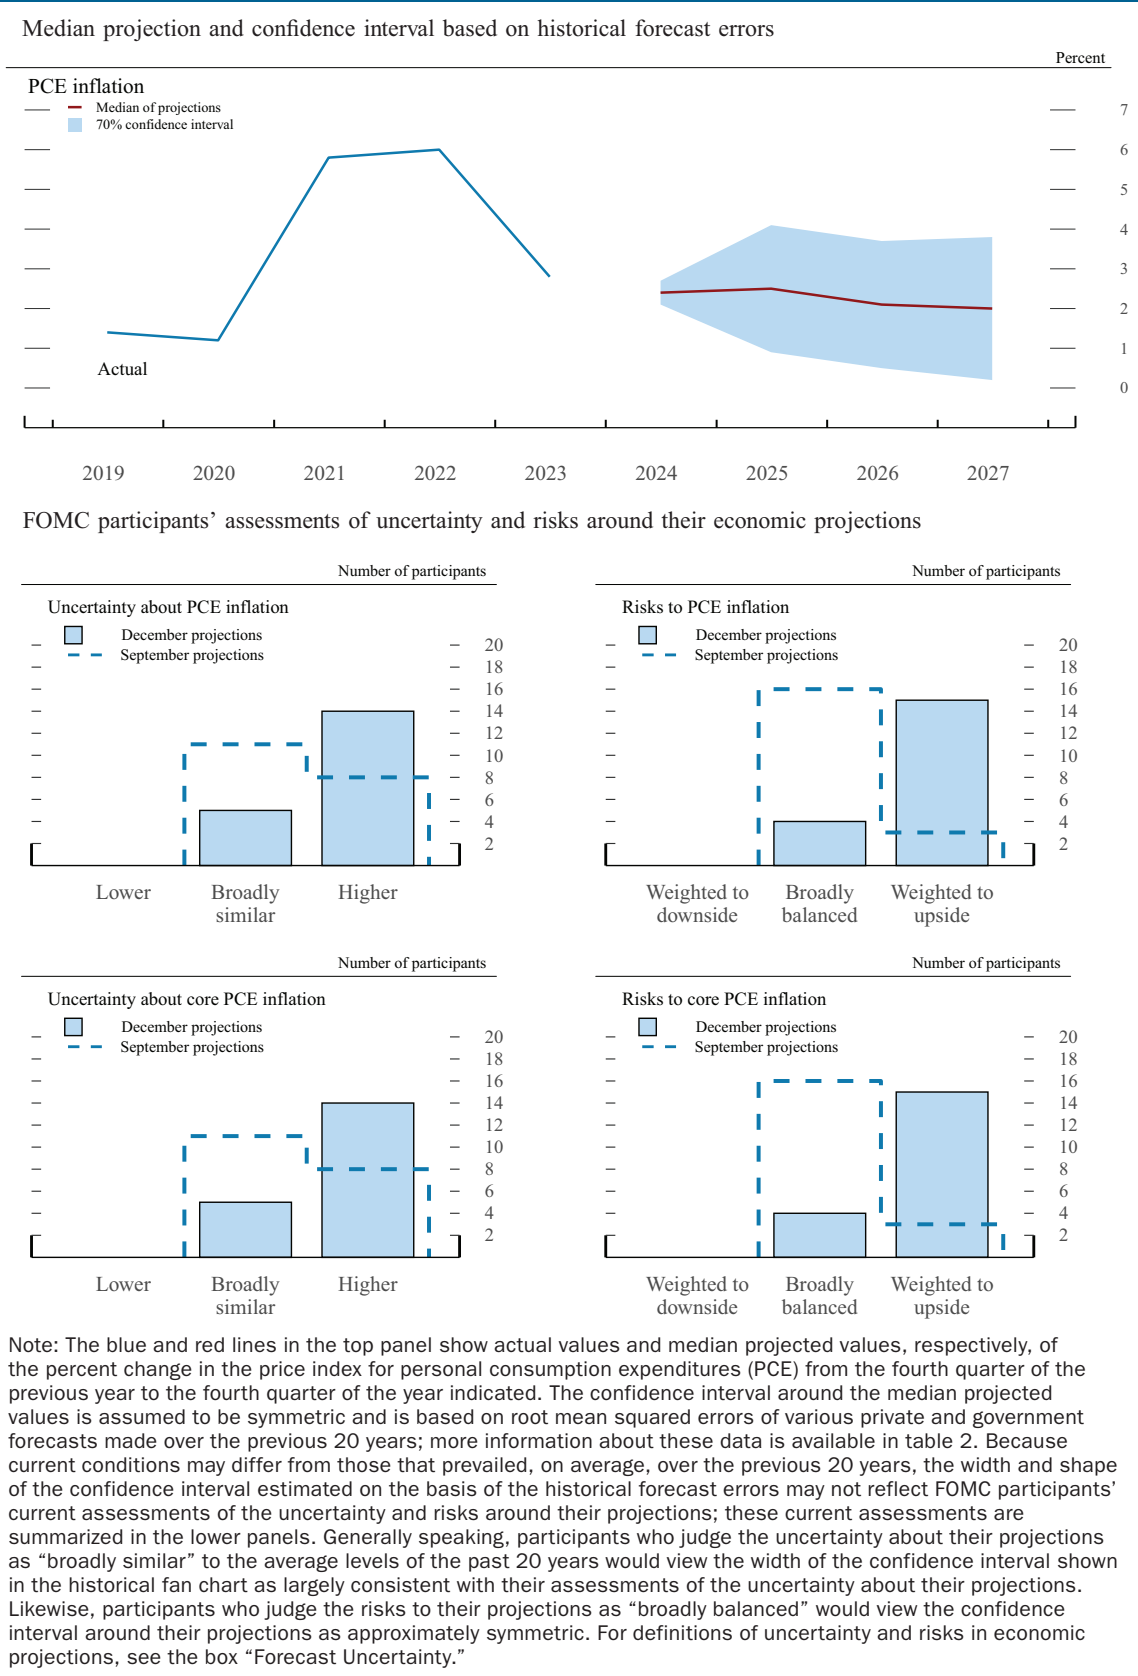 Median projection and confidence interval based on historical forecast errors
Percent
PCE inflation
Median of projections
70% confidence interval
7
6
5
4
3
2
1
0
Actual
2019 2020 2021 2022 2023 2024 2025 2026 2027
FOMC participants’ assessments of uncertainty and risks around their economic projections
Number of participants
Uncertainty about PCE inflation
December projections
September projections
20
18
16
14
12
10
8
6
4
2
Lower Broadly Higher
similar
Number of participants
Risks to PCE inflation
December projections
September projections
20
18
16
14
12
10
8
6
4
2
Weighted to Broadly Weighted to
downside balanced upside
Number of participants
Uncertainty about core PCE inflation
December projections
September projections
20
18
16
14
12
10
8
6
4
2
Lower Broadly Higher
similar
Number of participants
Risks to core PCE inflation
December projections
September projections
20
18
16
14
12
10
8
6
4
2
Weighted to Broadly Weighted to
downside balanced upside
Note: The blue and red lines in the top panel show actual values and median projected values, respectively, of
the percent change in the price index for personal consumption expenditures (PCE) from the fourth quarter of the
previous year to the fourth quarter of the year indicated. The confidence interval around the median projected
values is assumed to be symmetric and is based on root mean squared errors of various private and government
forecasts made over the previous 20 years; more information about these data is available in table 2. Because
current conditions may differ from those that prevailed, on average, over the previous 20 years, the width and shape
of the confidence interval estimated on the basis of the historical forecast errors may not reflect FOMC participants’
current assessments of the uncertainty and risks around their projections; these current assessments are
summarized in the lower panels. Generally speaking, participants who judge the uncertainty about their projections
as “broadly similar” to the average levels of the past 20 years would view the width of the confidence interval shown
in the historical fan chart as largely consistent with their assessments of the uncertainty about their projections.
Likewise, participants who judge the risks to their projections as “broadly balanced” would view the confidence
interval around their projections as approximately symmetric. For definitions of uncertainty and risks in economic
projections, see the box “Forecast Uncertainty.”